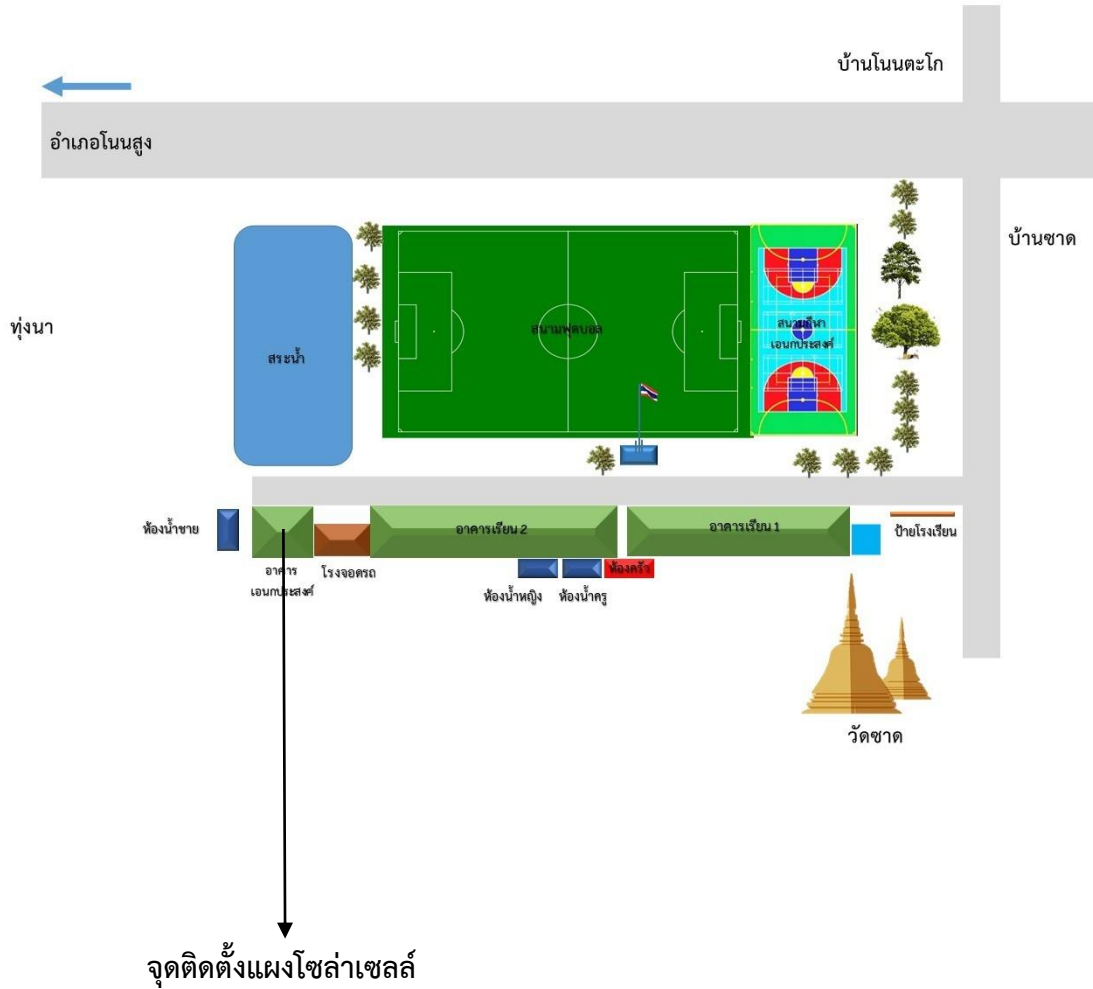 บ้านโนนตะโก
อำเภอโนนสูง
บ้านซาด
ทุ่งนา
สระน้ำ
สนามฟุตบอล
สนามกีฬา
เอนกประสงค์
ห้องน้ำชาย
อาคารเรียน 2
อาคารเรียน 1
ป้ายโรงเรียน
อาคาร
เอนกประสงค์
โรงจอดรถ
ห้องครัว
ห้องน้ำหญิง
ห้องน้ำครู
วัดซาด
จุดติดตั้งแผงโซล่าเซลล์